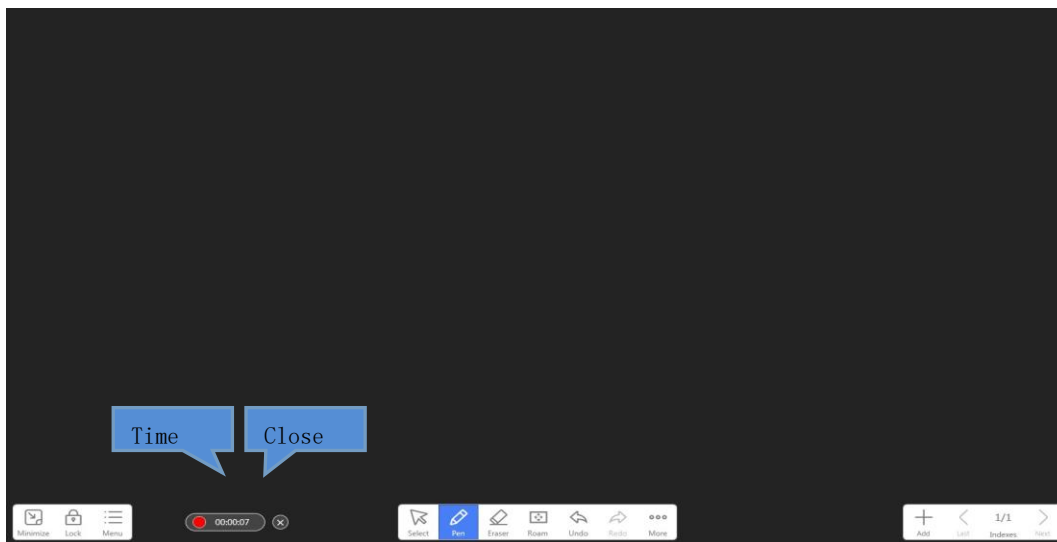 Time
Close
00:00:07
1/1
Minimize Lock Menu
Select Pen Eraser Roam Undo Redo More
Add Last Indexes Next